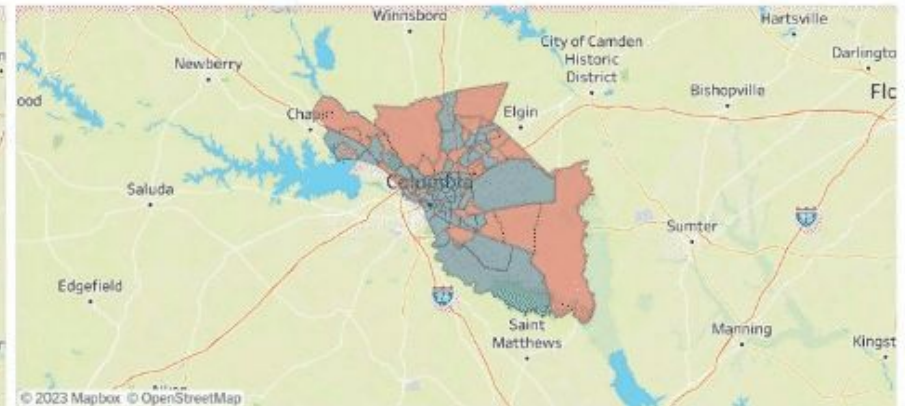 Winnsboro
Hartsville
City of Camden
Historic
District
Darlingto
Newberry
Bishopville
Flc
ood
Elgin
Columbia
Saluda
Sumter
Edgefield
26
Saint
Matthews
Manning
Kingst
© 2023 Mapbox © OpenStreetMap